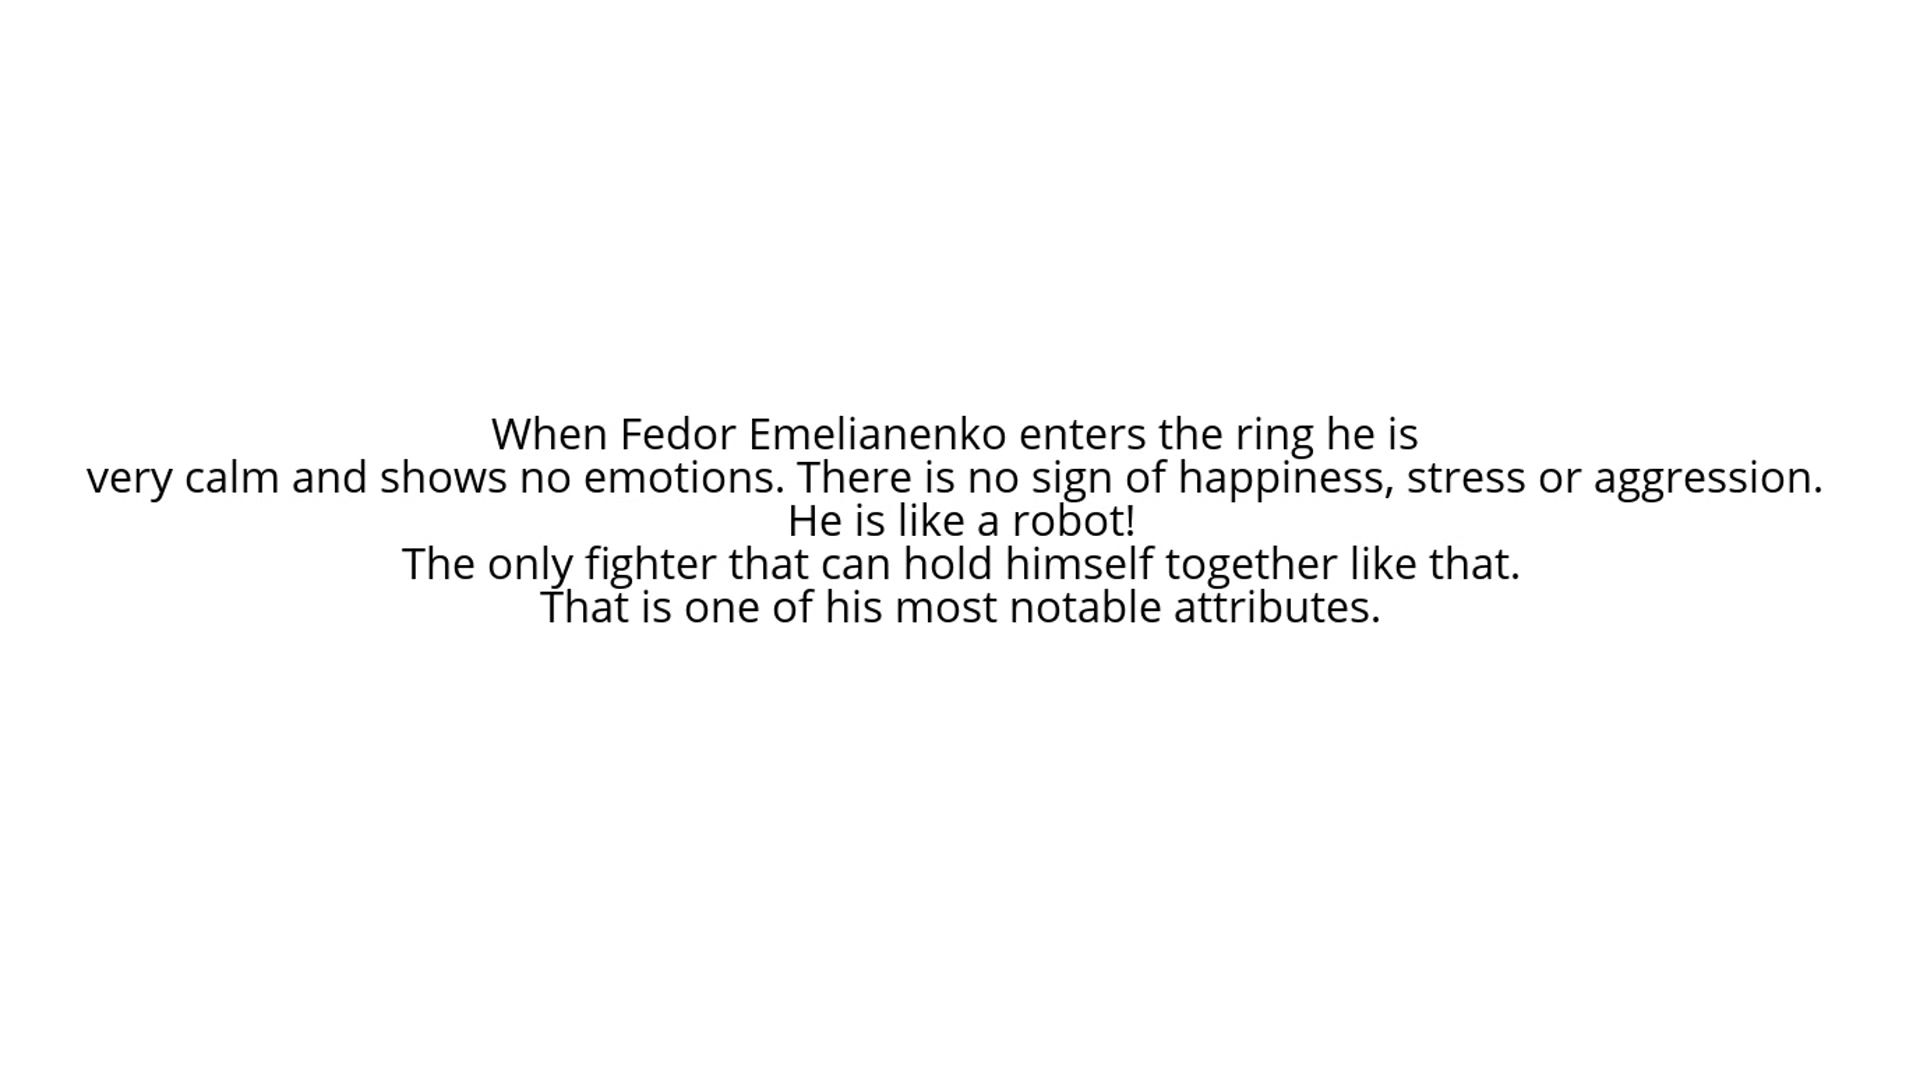 When Fedor Emelianenko enters the ring he is
very calm and shows no emotions. There is no sign of happiness, stress or aggression.
He is like a robot!
The only fighter that can hold himself together like that.
That is one of his most notable attributes.